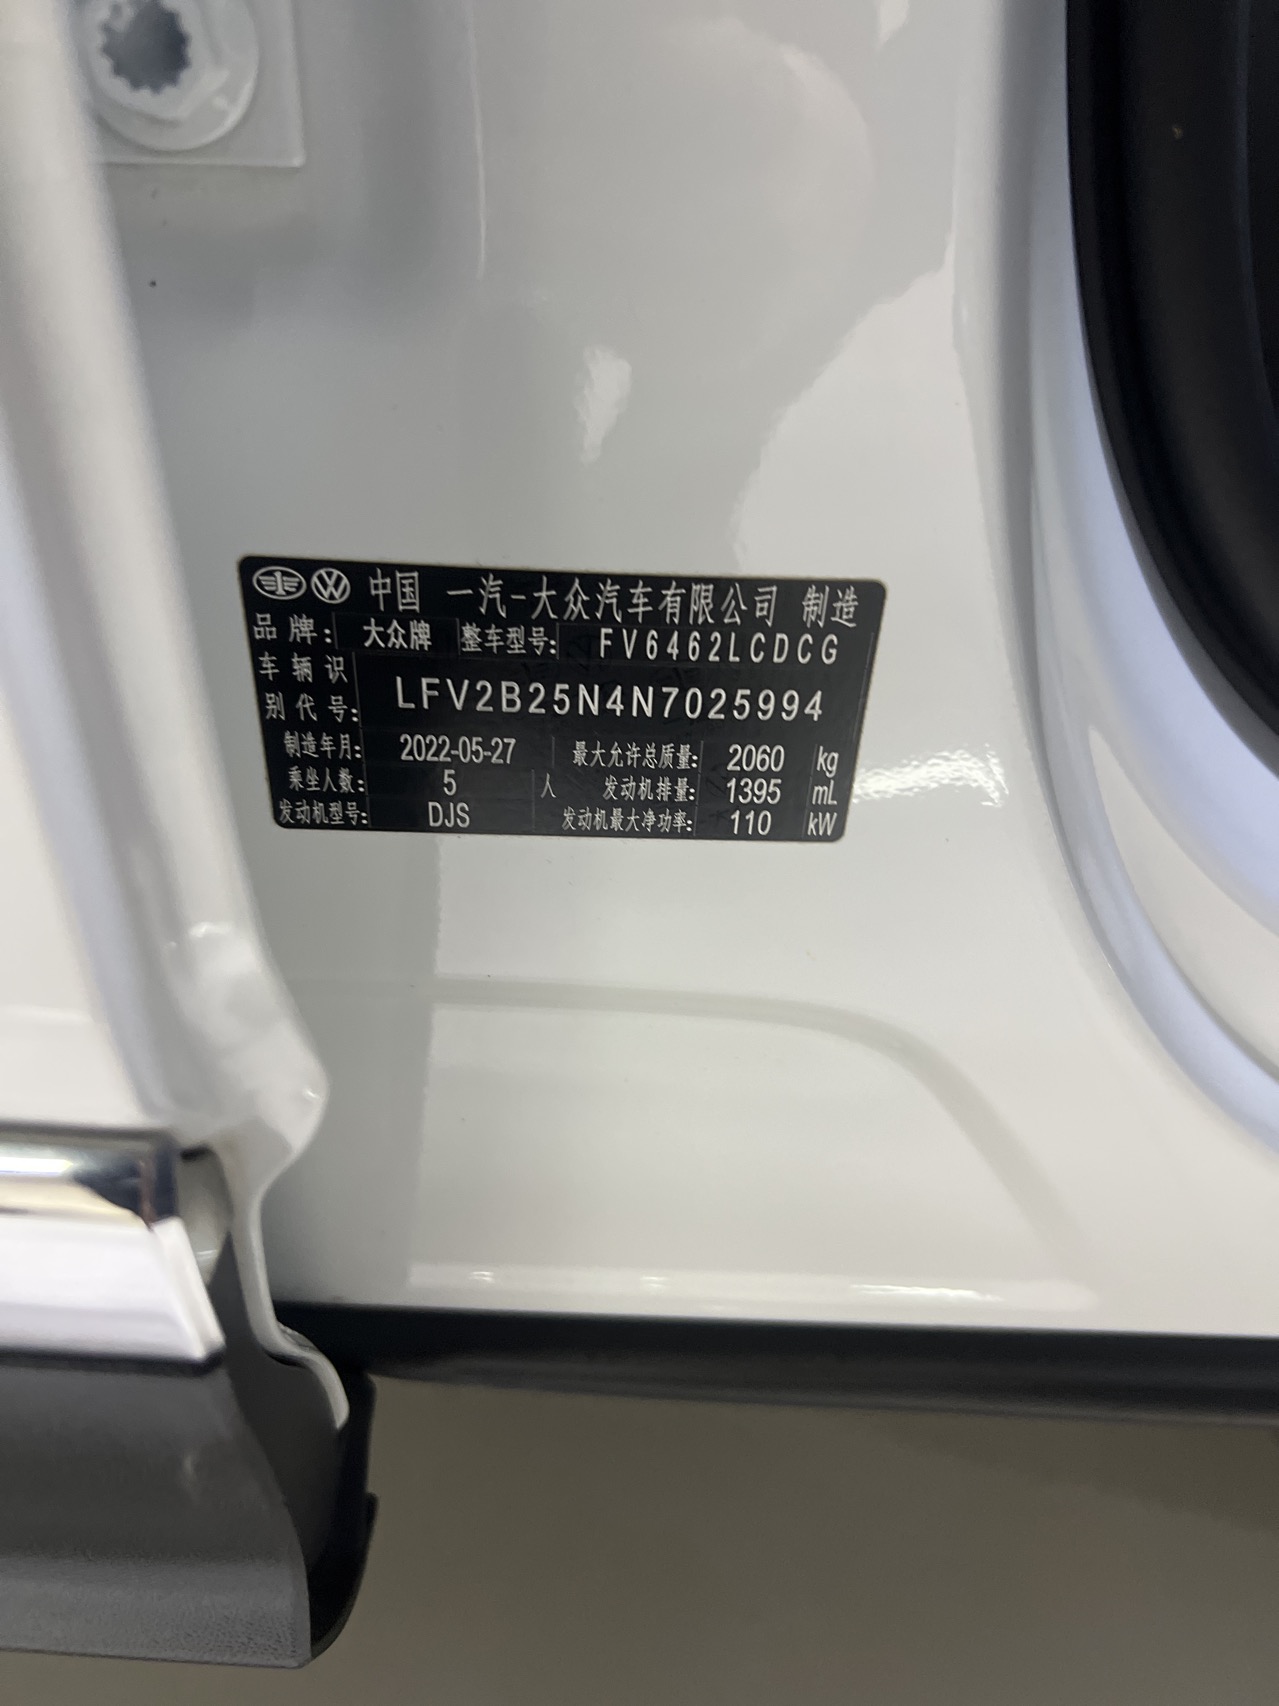 中国 一汽-大众汽车有限公司 制造
品牌: 大众牌 整车型号: FV6462LCDCG
车辆识别代号: LFV2B25N4N7025994
制造年月: 2022-05-27 最大允许总质量: 2060 kg
乘坐人数: 5 人 发动机排量: 1395 mL
发动机型号: DJS 发动机最大净功率: 110 kW